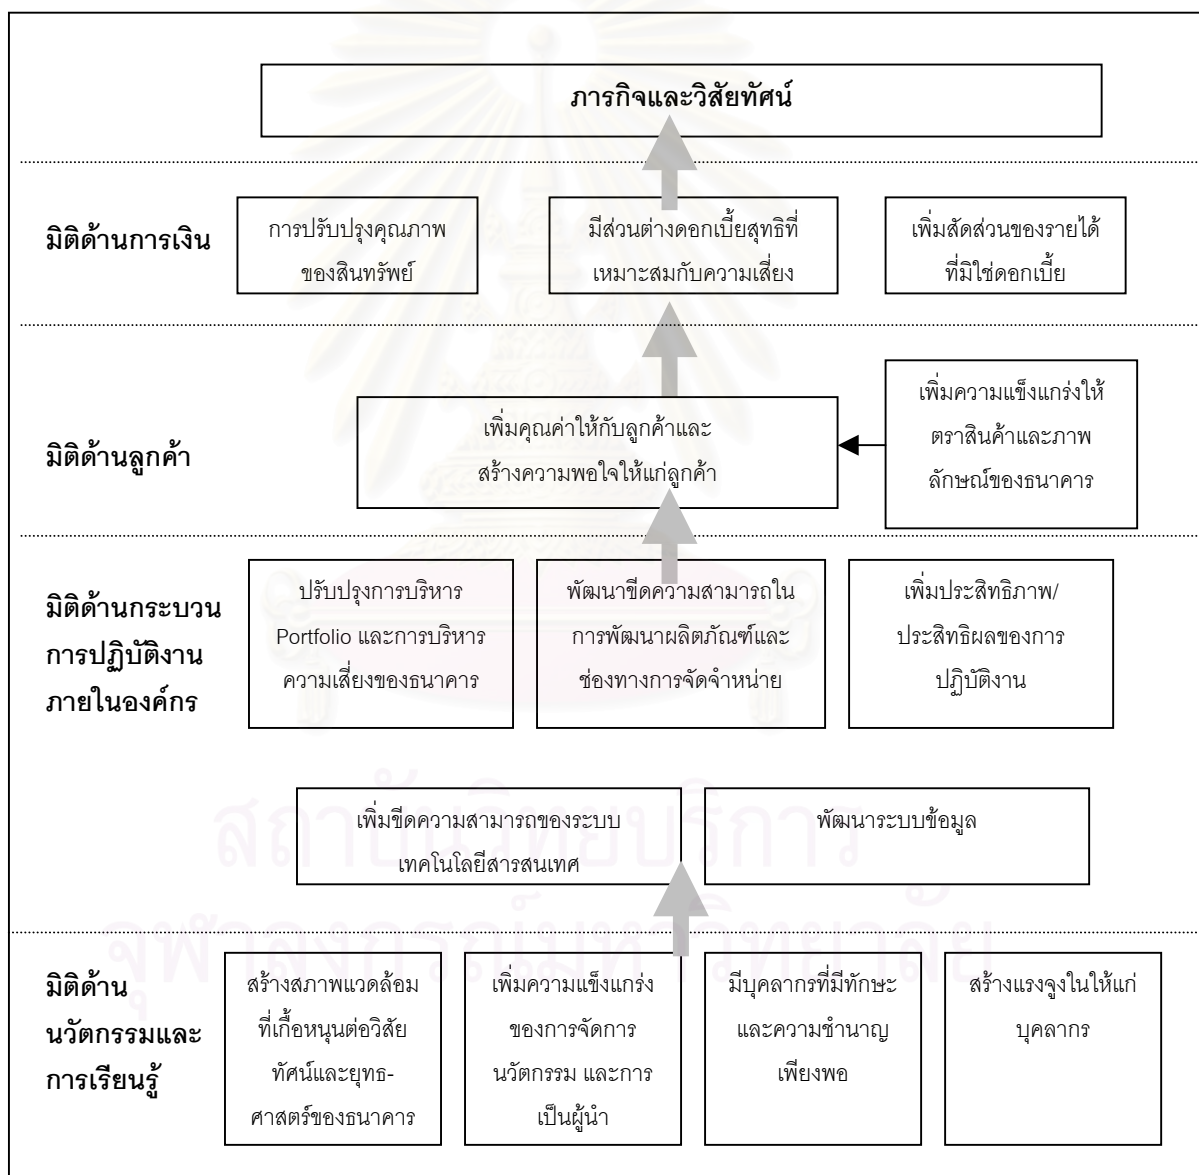 ภารกิจและวิสัยทัศน์
มิติด้านการเงิน
การปรับปรุงคุณภาพ
ของสินทรัพย์
มีส่วนต่างดอกเบี้ยสุทธิที่
เหมาะสมกับความเสี่ยง
เพิ่มสัดส่วนของรายได้
ที่มิใช่ดอกเบี้ย
มิติด้านลูกค้า
เพิ่มคุณค่าให้กับลูกค้าและ
สร้างความพอใจให้แก่ลูกค้า
เพิ่มความแข็งแกร่งให้
ตราสินค้าและภาพ
ลักษณ์ของธนาคาร
มิติด้านกระบวน
การปฏิบัติงาน
ภายในองค์กร
ปรับปรุงการบริหาร
Portfolio และการบริหาร
ความเสี่ยงของธนาคาร
พัฒนาขีดความสามารถใน
การพัฒนาผลิตภัณฑ์และ
ช่องทางการจัดจำหน่าย
เพิ่มประสิทธิภาพ/
ประสิทธิผลของการ
ปฏิบัติงาน
เพิ่มขีดความสามารถของระบบ
เทคโนโลยีสารสนเทศ
พัฒนาระบบข้อมูล
สถาบันวิทยบริการ
จุฬาลงกรณ์มหาวิทยาลัย
มิติด้าน
นวัตกรรมและ
การเรียนรู้
สร้างสภาพแวดล้อม
ที่เกื้อหนุนต่อวิสัย
ทัศน์และยุทธ-
ศาสตร์ของธนาคาร
เพิ่มความแข็งแกร่ง
ของการจัดการ
นวัตกรรม และการ
เป็นผู้นำ
มีบุคลากรที่มีทักษะ
และความชำนาญ
เพียงพอ
สร้างแรงจูงใจให้แก่
บุคลากร